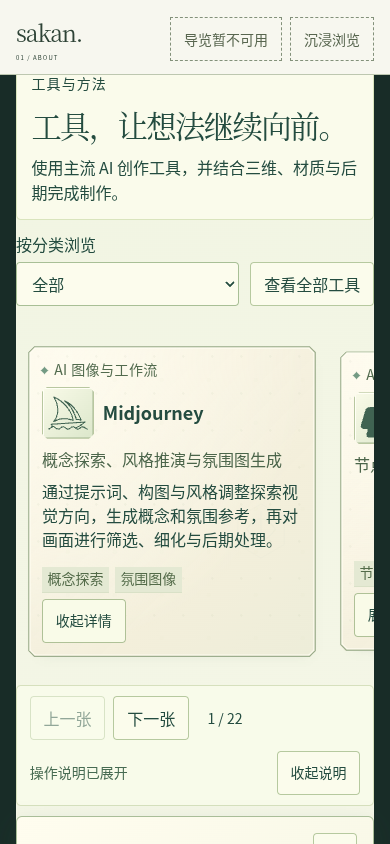 sakan.
01 / ABOUT
导览暂不可用
沉浸浏览
工具与方法
工具，让想法继续向前。
使用主流 AI 创作工具，并结合三维、材质与后
期完成制作。
按分类浏览
全部
查看全部工具
AI 图像与工作流
Midjourney
概念探索、风格推演与氛围图生成
通过提示词、构图与风格调整探索视
觉方向，生成概念和氛围参考，再对
画面进行筛选、细化与后期处理。
概念探索
氛围图像
收起详情
上一张
下一张
1 / 22
操作说明已展开
收起说明